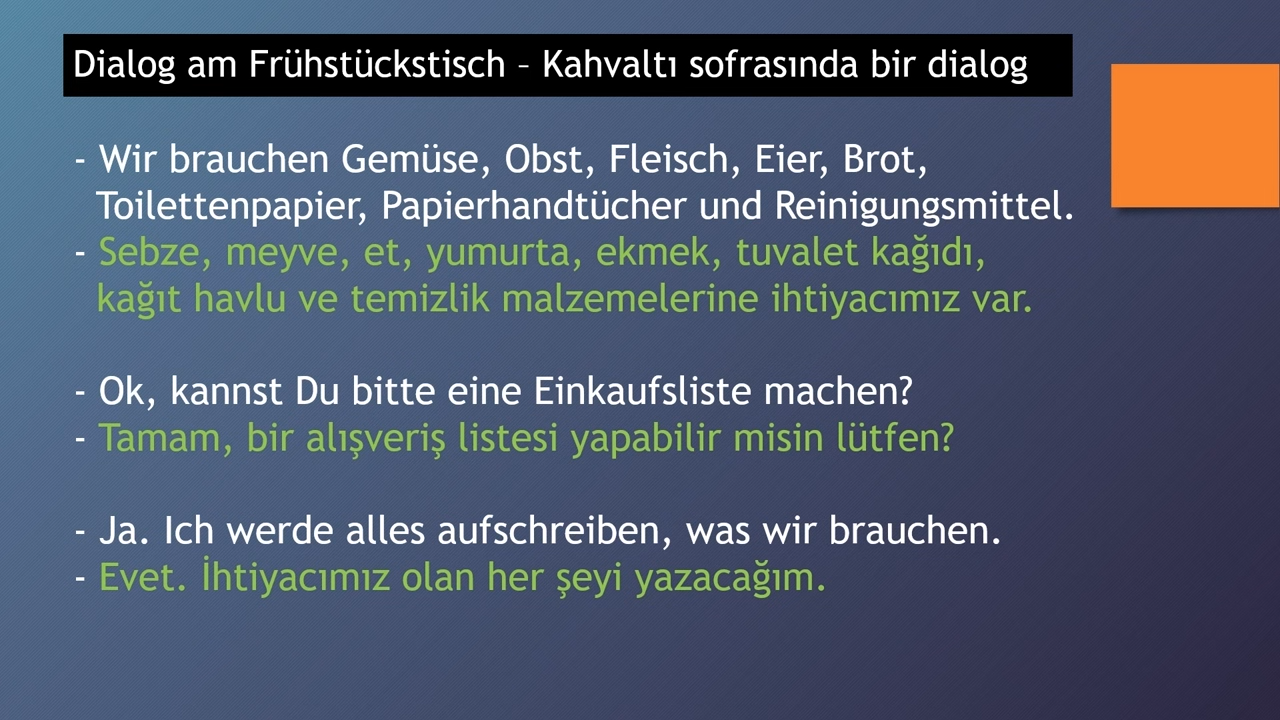 Dialog am Frühstückstisch – Kahvaltı sofrasında bir dialog
- Wir brauchen Gemüse, Obst, Fleisch, Eier, Brot,
Toilettenpapier, Papierhandtücher und Reinigungsmittel.
- Sebze, meyve, et, yumurta, ekmek, tuvalet kağıdı,
kağıt havlu ve temizlik malzemelerine ihtiyacımız var.
- Ok, kannst Du bitte eine Einkaufsliste machen?
- Tamam, bir alışveriş listesi yapabilir misin lütfen?
- Ja. Ich werde alles aufschreiben, was wir brauchen.
- Evet. İhtiyacımız olan her şeyi yazacağım.